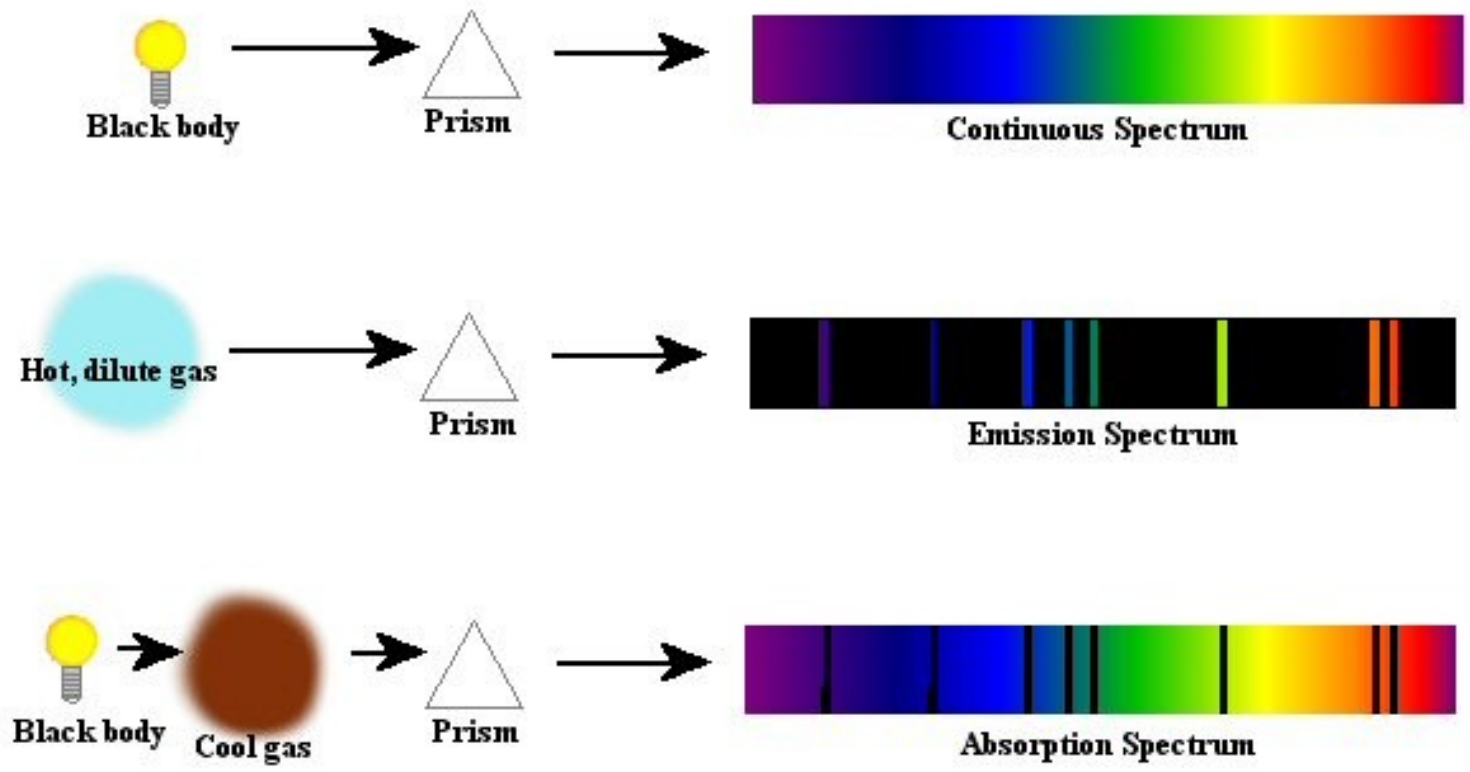 Black body
Prism
Continuous Spectrum
Hot, dilute gas
Prism
Emission Spectrum
Black body
Cool gas
Prism
Absorption Spectrum